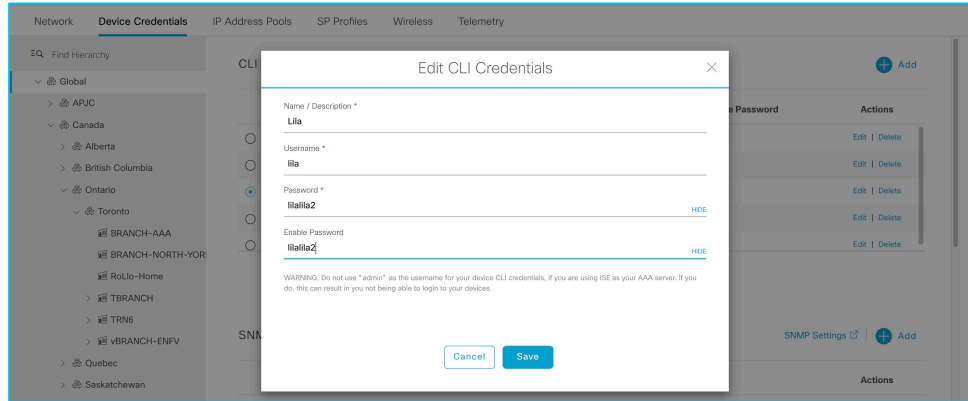 Network Device Credentials IP Address Pools SP Profiles Wireless Telemetry
Find Hierarchy
Global
APJC
Canada
Alberta
British Columbia
Ontario
Toronto
BRANCH-AAA
BRANCH-NORTH-YOR
RoLlo-Home
TBRANCH
TRN6
vBRANCH-ENFV
Quebec
Saskatchewan
CLI
Add
e Password Actions
Edit | Delete
Edit | Delete
Edit | Delete
Edit | Delete
Edit | Delete
Edit CLI Credentials
Name / Description *
Lila
Username *
lila
Password *
lilalila2 HIDE
Enable Password
lilalila2 HIDE
WARNING: Do not use "admin" as the username for your device CLI credentials, if you are using ISE as your AAA server. If you
do, this can result in you not being able to login to your devices.
Cancel Save
SNM
SNMP Settings Add
Actions